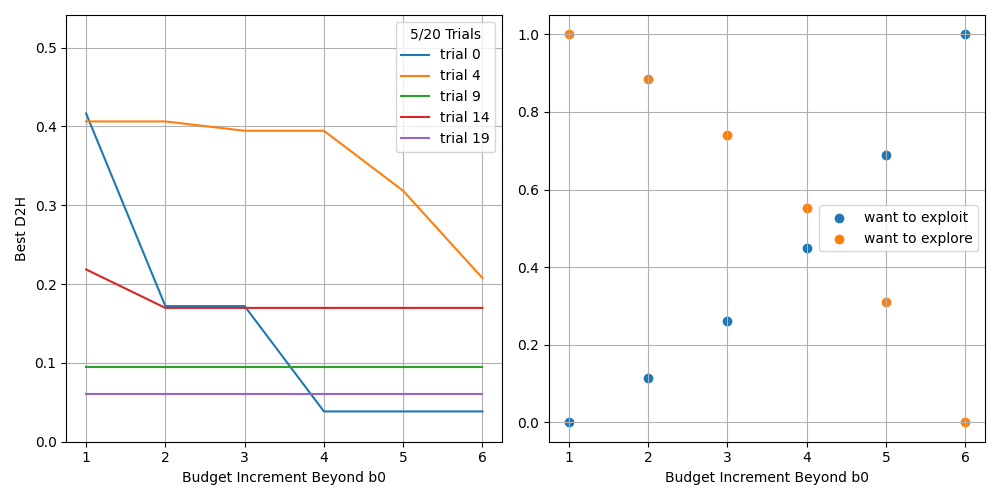 0.5
0.4
0.3
0.2
0.1
0.0
Best D2H
5/20 Trials
trial 0
trial 4
trial 9
trial 14
trial 19
1 2 3 4 5 6
Budget Increment Beyond b0
1.0
0.8
0.6
0.4
0.2
0.0
want to exploit
want to explore
1 2 3 4 5 6
Budget Increment Beyond b0